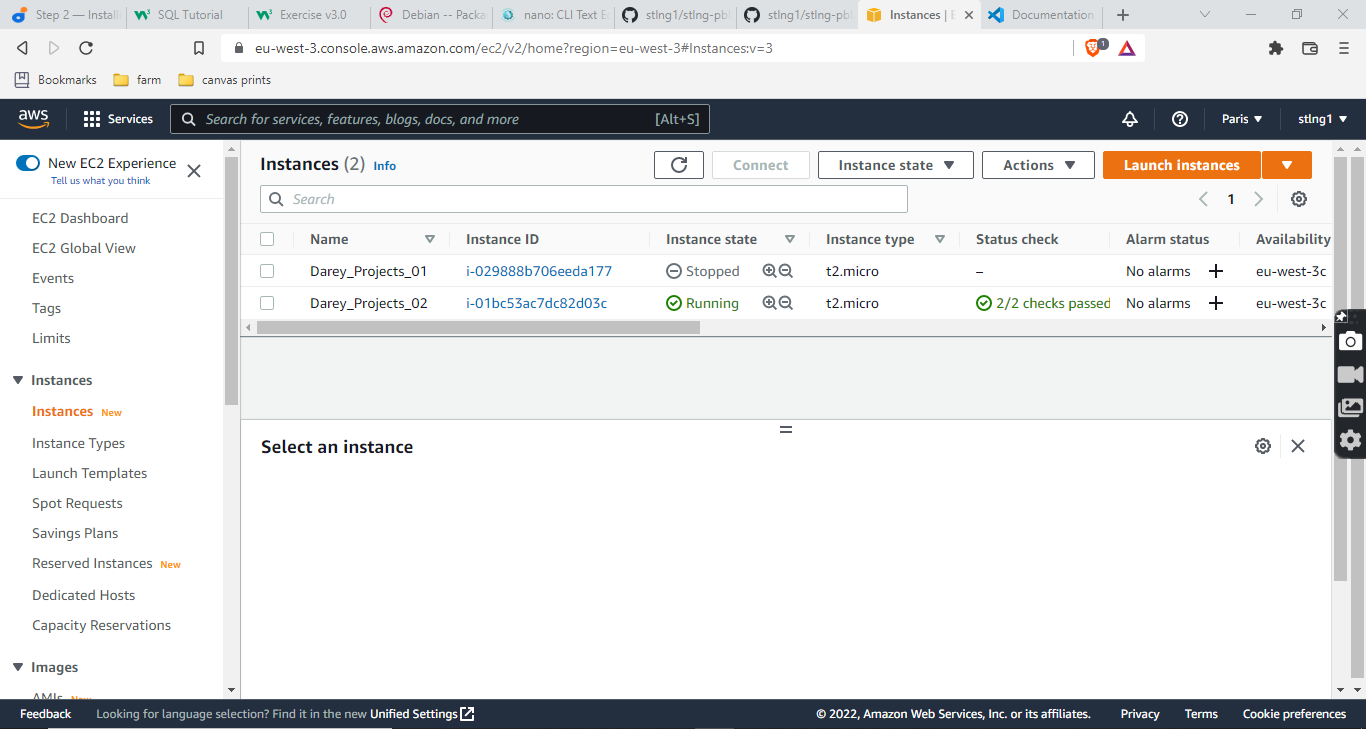 Step 2 — Install
SQL Tutorial
Exercise v3.0
Debian -- Packa
nano: CLI Text E
stlng1/stlng-pbl
stlng1/stlng-pbl
Instances | E
Documentation
eu-west-3.console.aws.amazon.com/ec2/v2/home?region=eu-west-3#Instances:v=3
1
Bookmarks farm canvas prints
aws Services Search for services, features, blogs, docs, and more [Alt+S] Paris stlng1
New EC2 Experience
Tell us what you think
EC2 Dashboard
EC2 Global View
Events
Tags
Limits
Instances
Instances New
Instance Types
Launch Templates
Spot Requests
Savings Plans
Reserved Instances New
Dedicated Hosts
Capacity Reservations
Images
AMIs New
Instances (2) Info
Connect Instance state Actions Launch instances
Search
1
Name Instance ID Instance state Instance type Status check Alarm status Availability
Darey_Projects_01 i-029888b706eeda177 Stopped t2.micro – No alarms + eu-west-3c
Darey_Projects_02 i-01bc53ac7dc82d03c Running t2.micro 2/2 checks passed No alarms + eu-west-3c
Select an instance
Feedback Looking for language selection? Find it in the new Unified Settings © 2022, Amazon Web Services, Inc. or its affiliates. Privacy Terms Cookie preferences